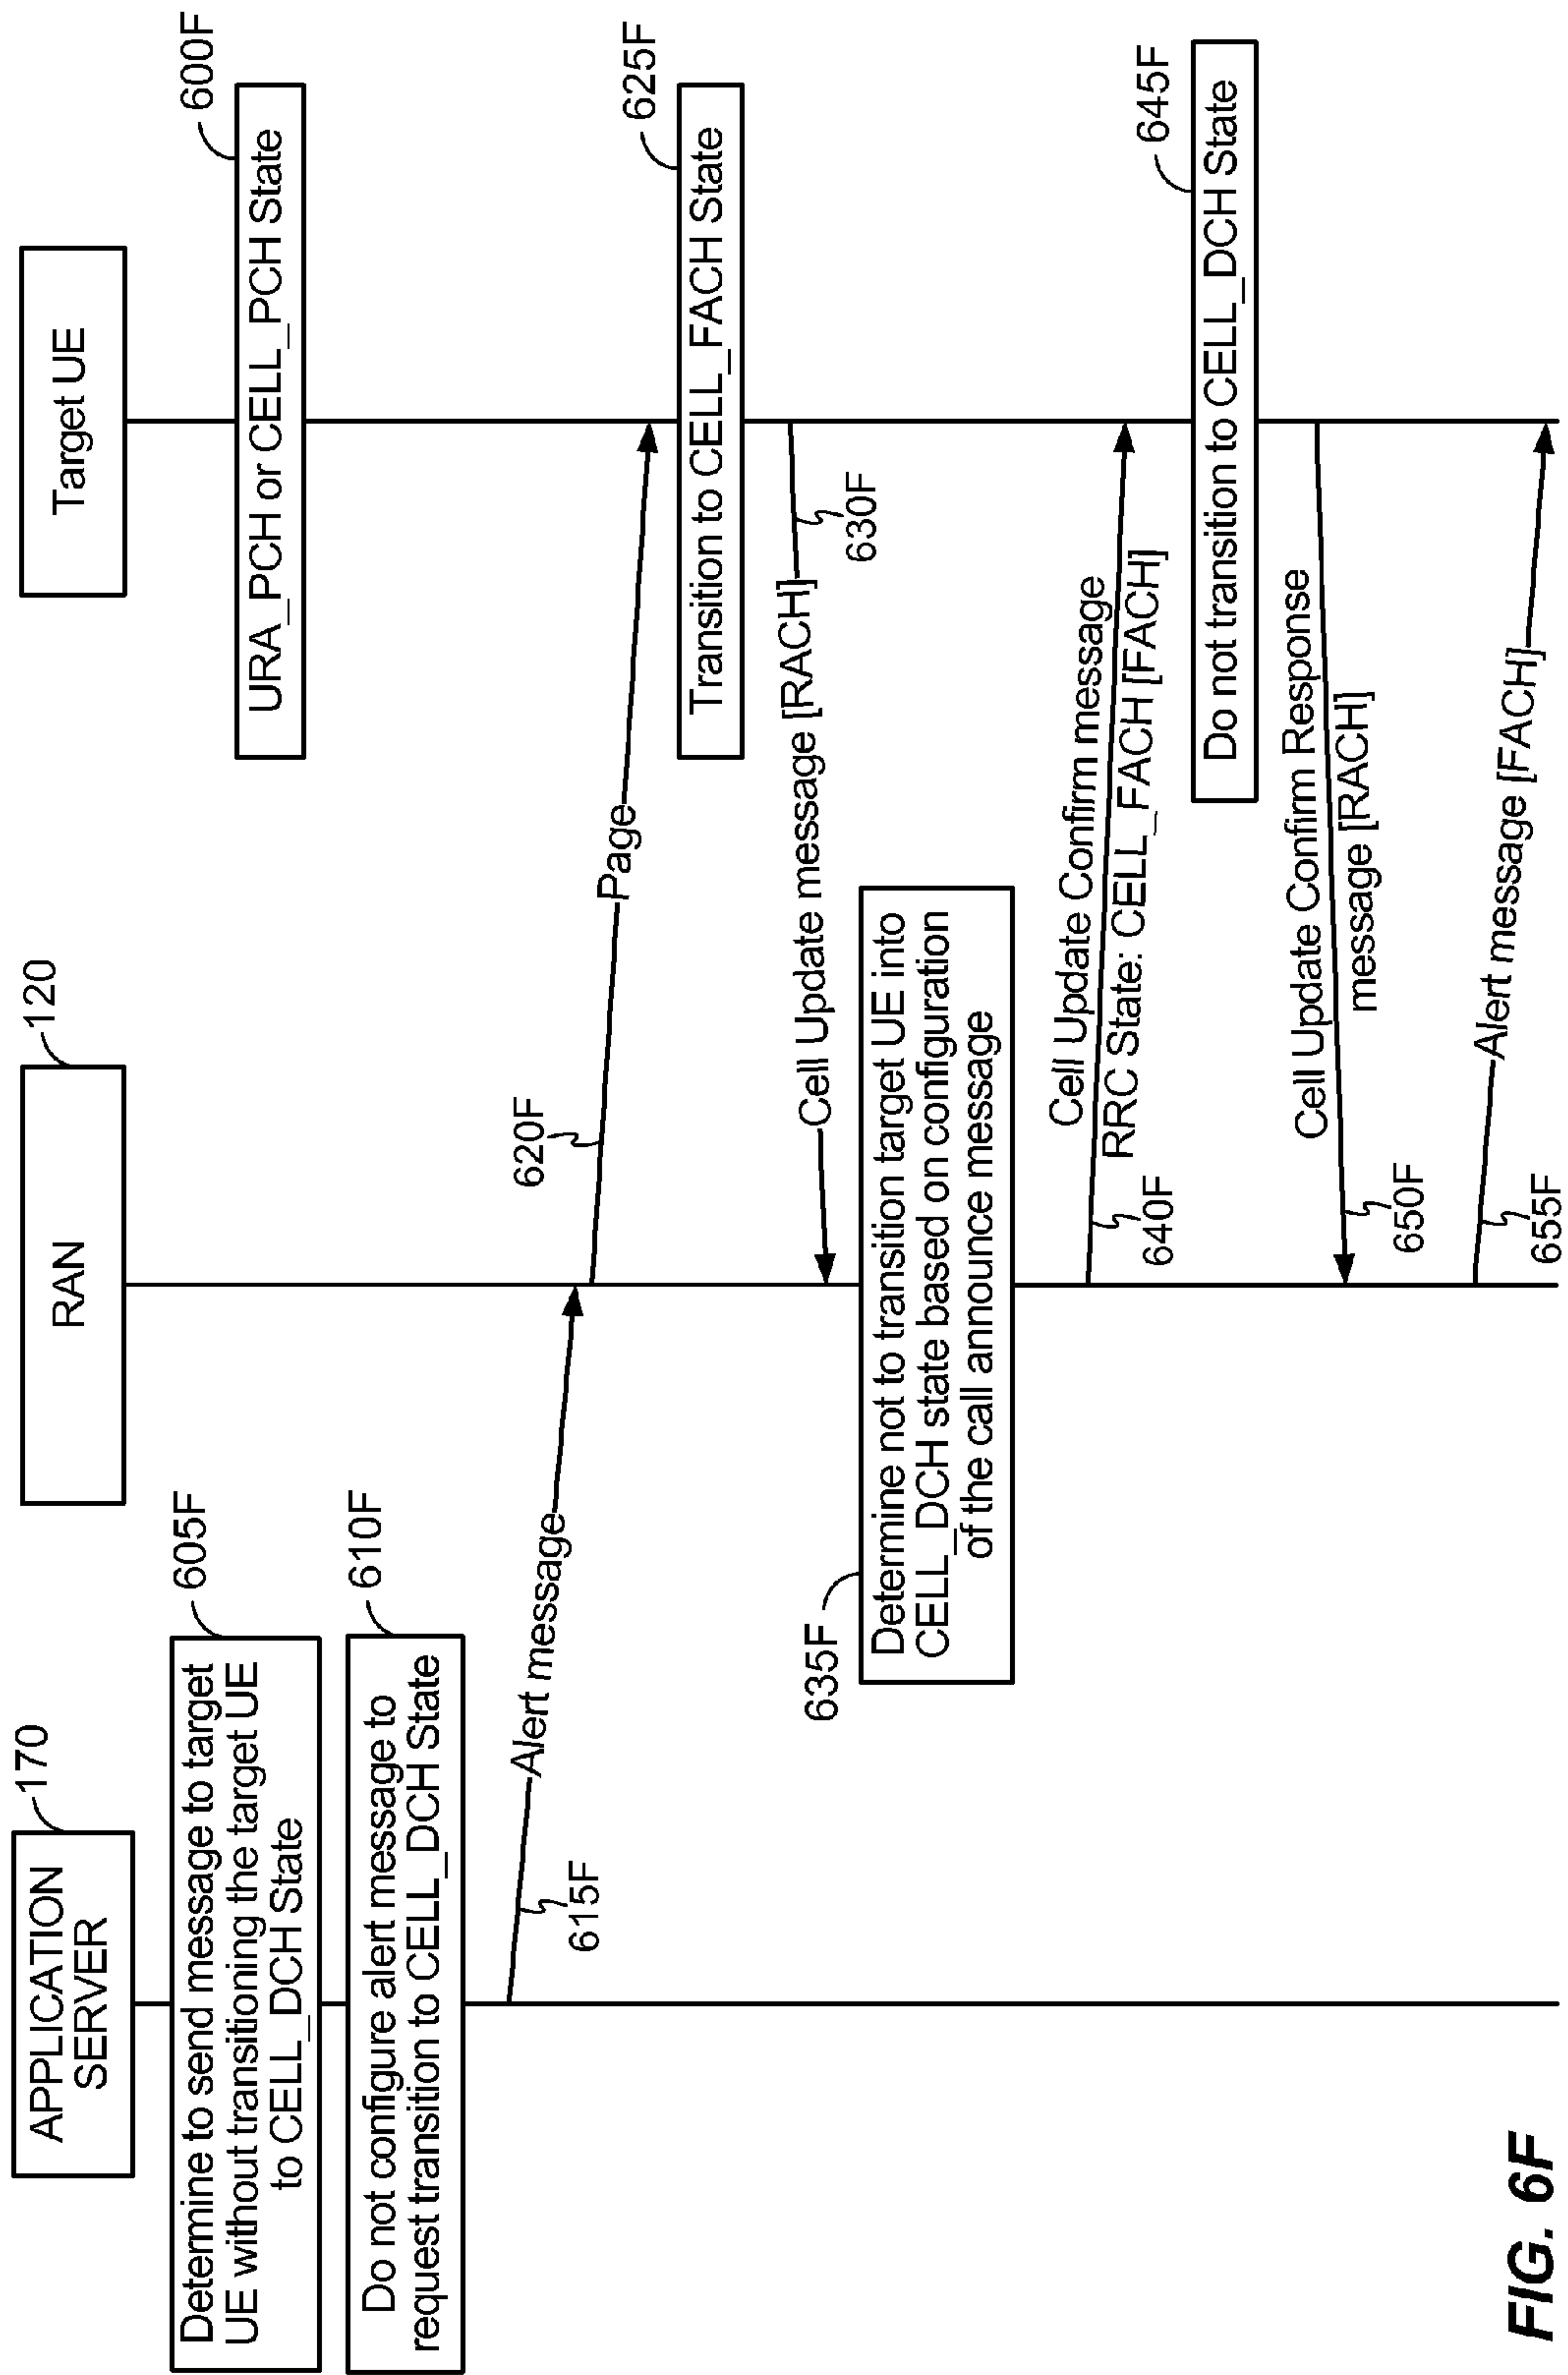 APPLICATION
SERVER
170
RAN
120
Target UE
600F
URA_PCH or CELL_PCH State
605F
Determine to send message to target
UE without transitioning the target UE
to CELL_DCH State
610F
Do not configure alert message to
request transition to CELL_DCH State
Alert message
615F
Page
620F
625F
Transition to CELL_FACH State
Cell Update message [RACH]
630F
635F
Determine not to transition target UE into
CELL_DCH state based on configuration
of the call announce message
Cell Update Confirm message
RRC State: CELL_FACH [FACH]
640F
645F
Do not transition to CELL_DCH State
Cell Update Confirm Response
message [RACH]
650F
Alert message [FACH]
655F
FIG. 6F